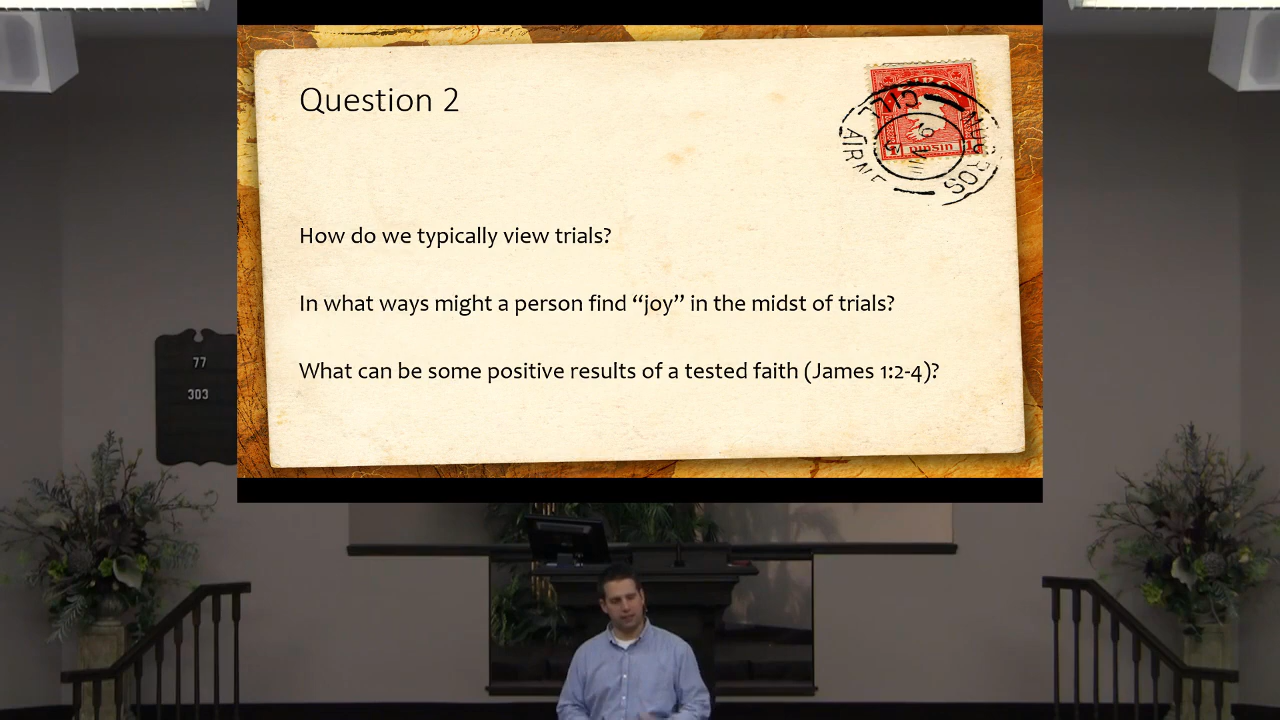 Question 2
How do we typically view trials?
In what ways might a person find “joy” in the midst of trials?
What can be some positive results of a tested faith (James 1:2-4)?
77
303